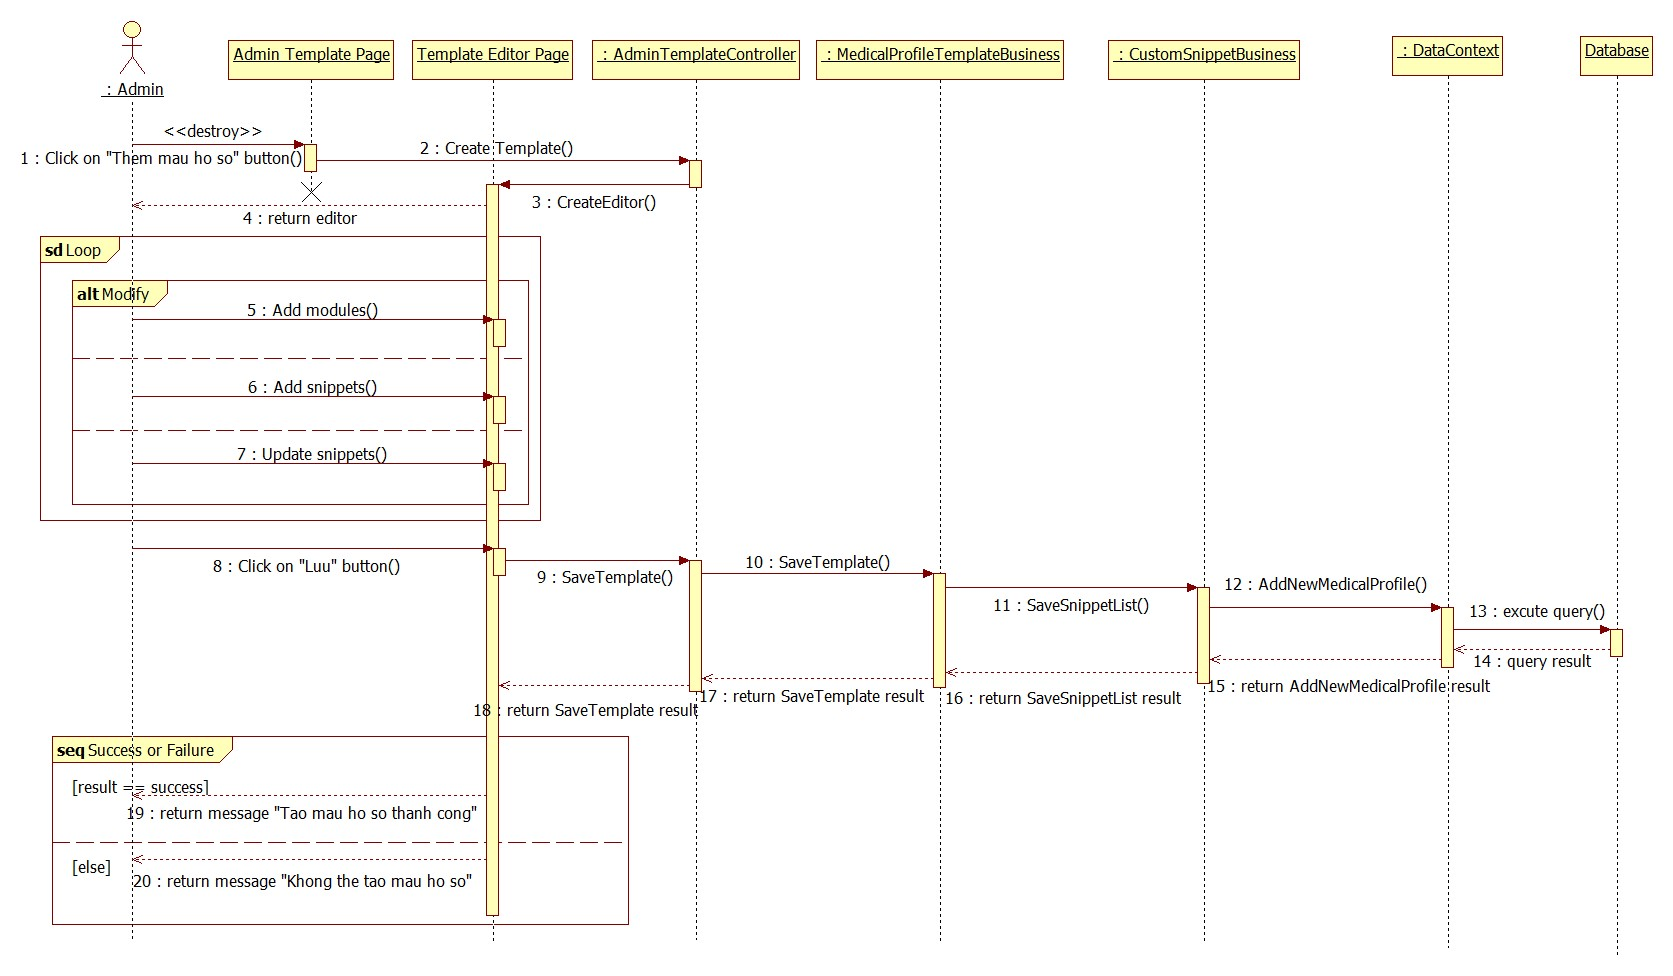 Admin Template Page
Template Editor Page
: AdminTemplateController
: MedicalProfileTemplateBusiness
: CustomSnippetBusiness
: DataContext
Database
: Admin
<<destroy>>
1 : Click on "Them mau ho so" button()
2 : Create Template()
3 : CreateEditor()
4 : return editor
sd Loop
alt Modify
5 : Add modules()
6 : Add snippets()
7 : Update snippets()
8 : Click on "Luu" button()
9 : SaveTemplate()
10 : SaveTemplate()
11 : SaveSnippetList()
12 : AddNewMedicalProfile()
13 : excute query()
14 : query result
15 : return AddNewMedicalProfile result
16 : return SaveSnippetList result
17 : return SaveTemplate result
18 : return SaveTemplate result
seq Success or Failure
[result == success]
19 : return message "Tao mau ho so thanh cong"
[else]
20 : return message "Khong the tao mau ho so"